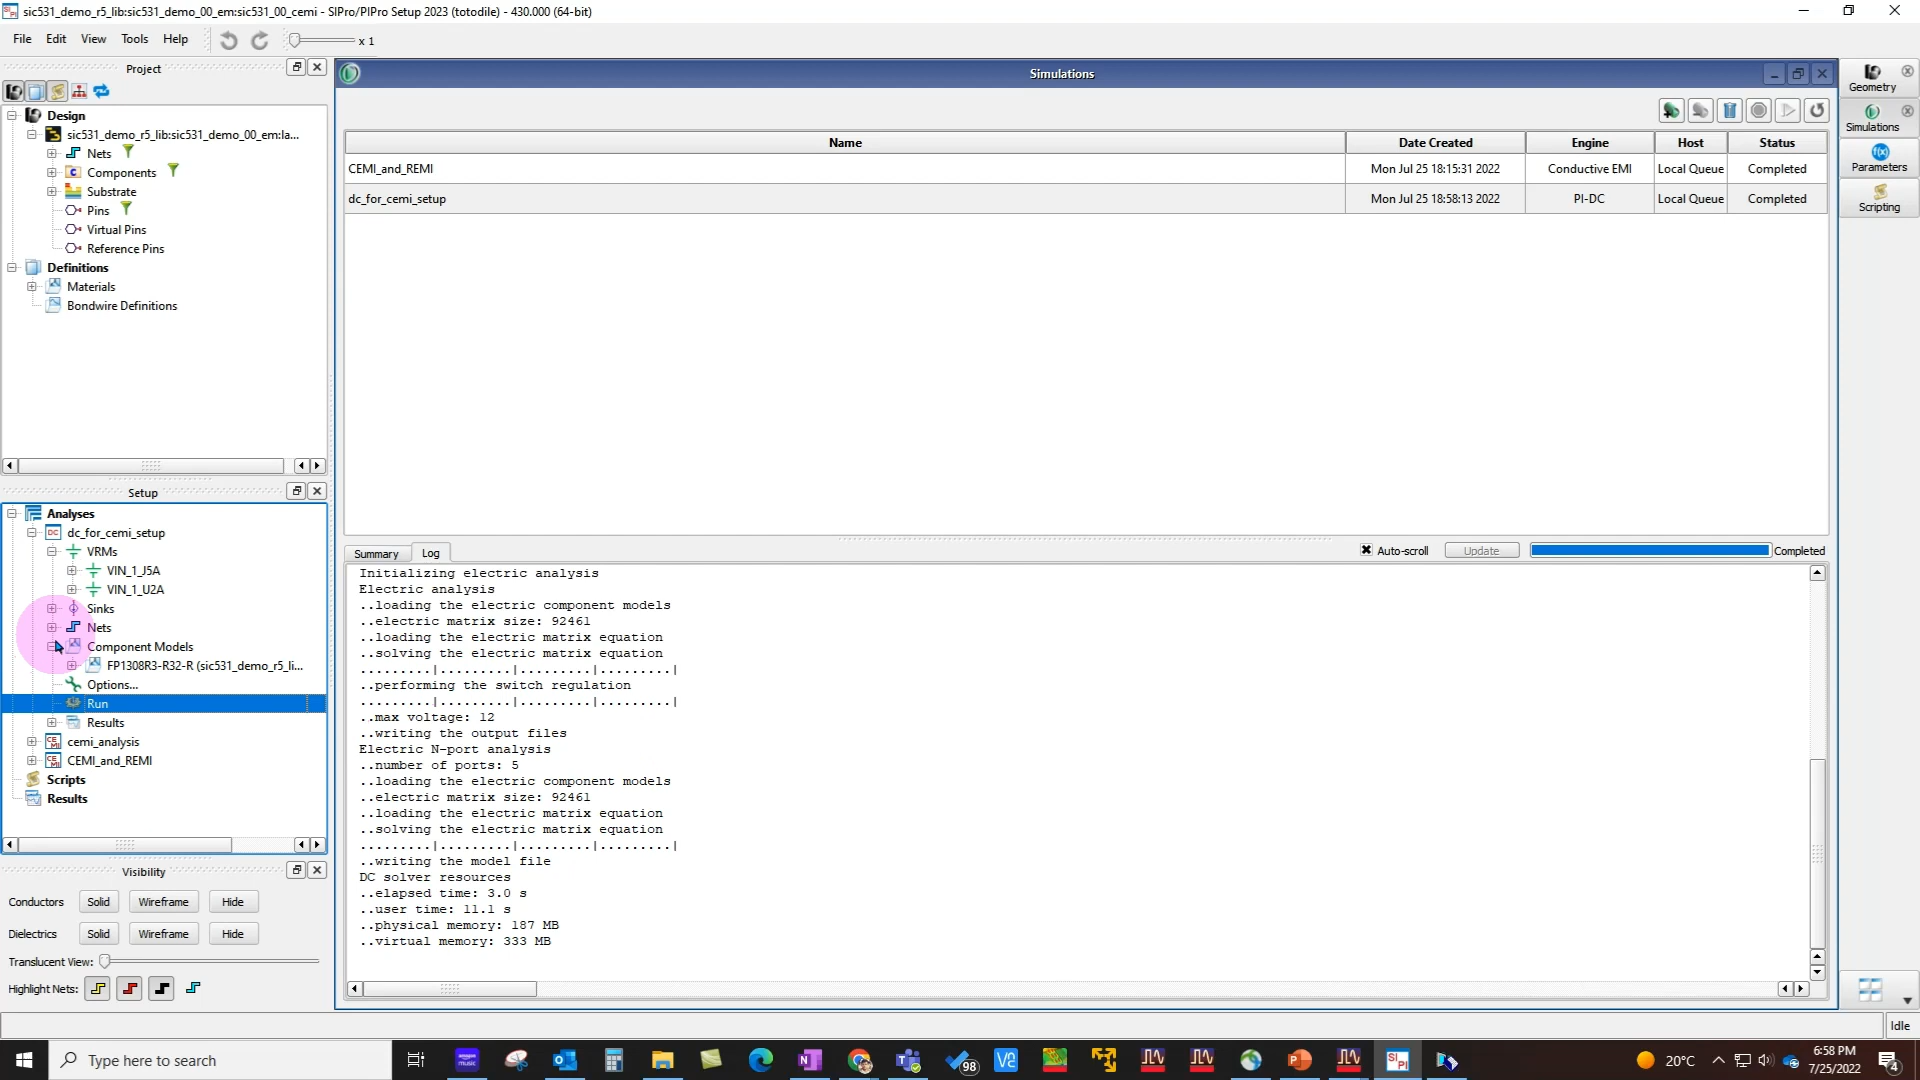 sic531_demo_r5_lib:sic531_demo_00_em:sic531_00_cemi - SIPro/PIPro Setup 2023 (totodile) - 430.000 (64-bit)
File Edit View Tools Help x 1
Project
Design
sic531_demo_r5_lib:sic531_demo_00_em:la...
Nets
Components
Substrate
Pins
Virtual Pins
Reference Pins
Definitions
Materials
Bondwire Definitions
Setup
Analyses
dc_for_cemi_setup
VRMs
VIN_1_J5A
VIN_1_U2A
Sinks
Nets
Component Models
FP1308R3-R32-R (sic531_demo_r5_li...
Options...
Run
Results
cemi_analysis
CEMI_and_REMI
Scripts
Results
Visibility
Conductors Solid Wireframe Hide
Dielectrics Solid Wireframe Hide
Translucent View:
Highlight Nets:
Simulations
Name Date Created Engine Host Status
CEMI_and_REMI Mon Jul 25 18:15:31 2022 Conductive EMI Local Queue Completed
dc_for_cemi_setup Mon Jul 25 18:58:13 2022 PI-DC Local Queue Completed
Summary Log Auto-scroll Update Completed
Initializing electric analysis
Electric analysis
..loading the electric component models
..electric matrix size: 92461
..loading the electric matrix equation
..solving the electric matrix equation
.........|.........|.........|.........|
..performing the switch regulation
.........|.........|.........|.........|
..max voltage: 12
..writing the output files
Electric N-port analysis
..number of ports: 5
..loading the electric component models
..electric matrix size: 92461
..loading the electric matrix equation
..solving the electric matrix equation
.........|.........|.........|.........|
..writing the model file
DC solver resources
..elapsed time: 3.0 s
..user time: 11.1 s
..physical memory: 187 MB
..virtual memory: 333 MB
Geometry
Simulations
f(x)
Parameters
Scripting
Idle
Type here to search
98
20°C
6:58 PM
7/25/2022
4